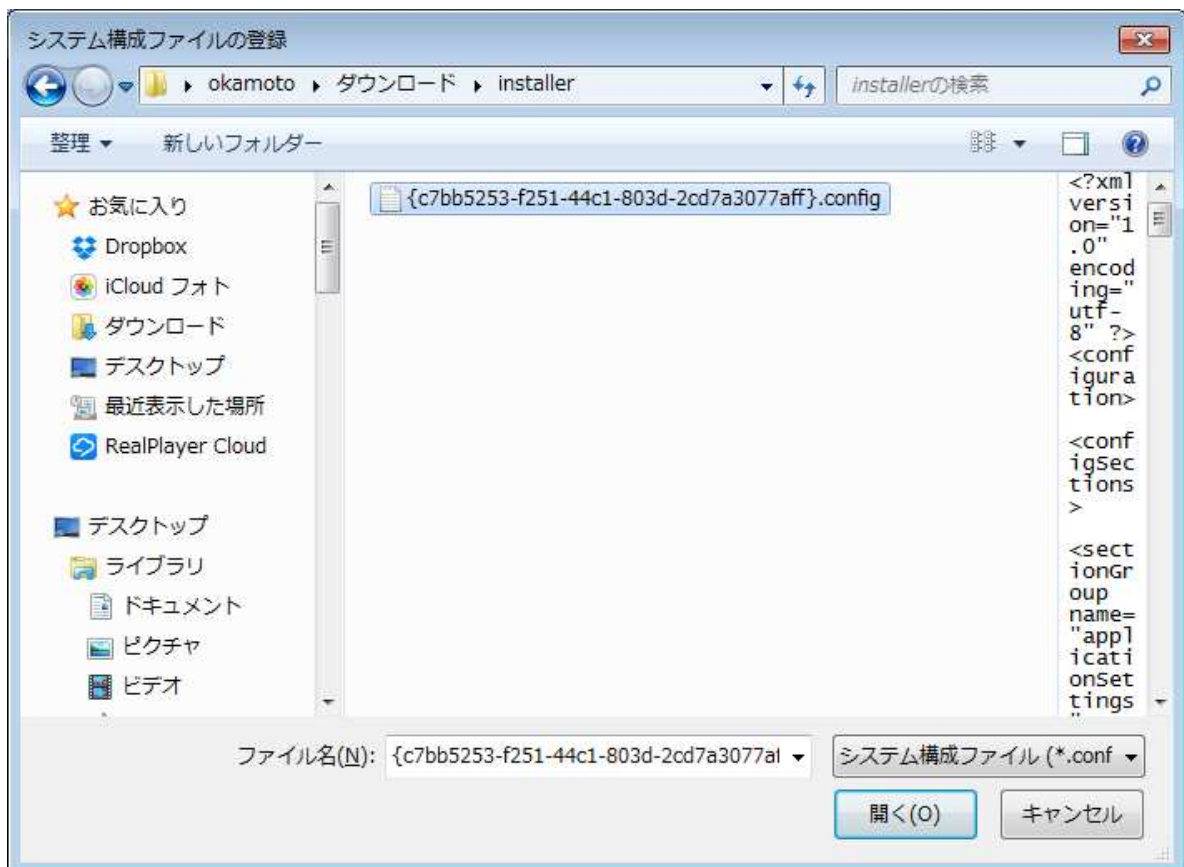 システム構成ファイルの登録
okamoto ▸ ダウンロード ▸ installer
installerの検索
整理
新しいフォルダー
お気に入り
Dropbox
iCloud フォト
ダウンロード
デスクトップ
最近表示した場所
RealPlayer Cloud
デスクトップ
ライブラリ
ドキュメント
ピクチャ
ビデオ
{c7bb5253-f251-44c1-803d-2cd7a3077aff}.config
<?xml
versi
on="1
.0"
encod
ing="
utf-
8" ?>
<conf
igura
tion>
<conf
igSec
tions
>
<sect
ionGr
oup
name=
"appl
icati
onSet
tings
"
ファイル名(N):
{c7bb5253-f251-44c1-803d-2cd7a3077af
システム構成ファイル (*.conf
開く(O)
キャンセル